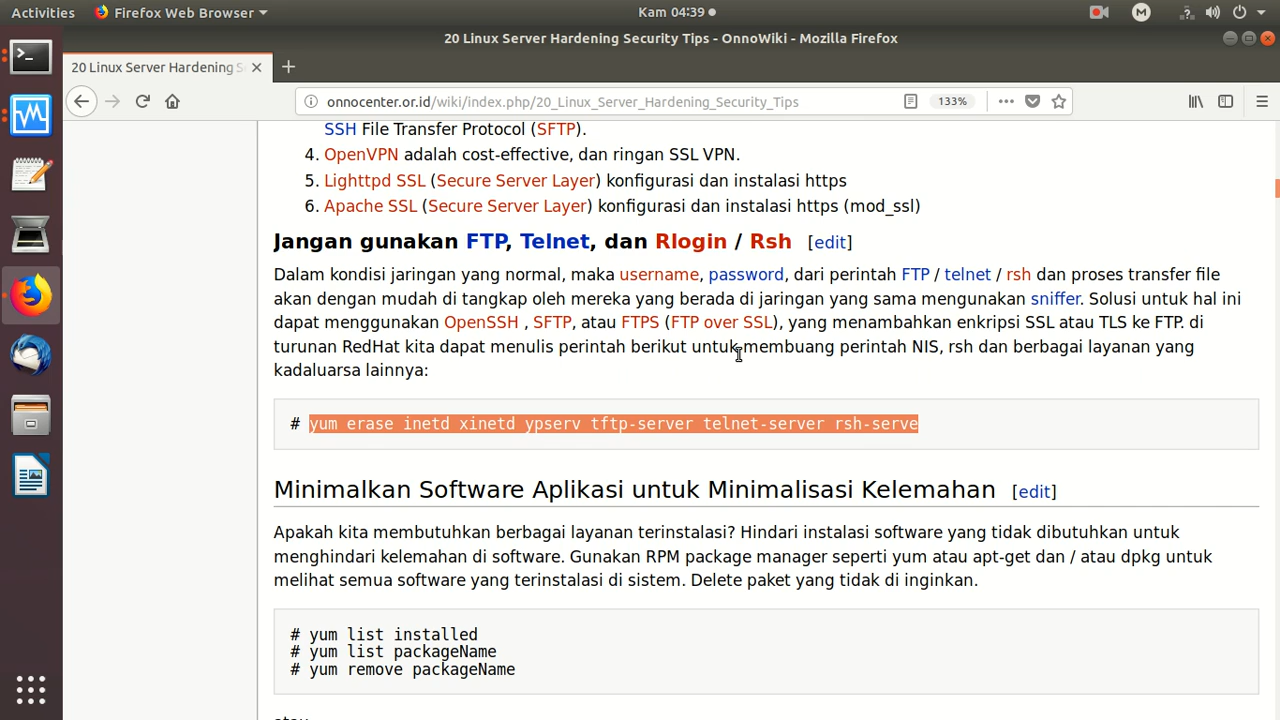 Activities
Firefox Web Browser
Kam 04:39
M
20 Linux Server Hardening Security Tips - OnnoWiki - Mozilla Firefox
20 Linux Server Hardening S
onnocenter.or.id/wiki/index.php/20_Linux_Server_Hardening_Security_Tips
133%
SSH File Transfer Protocol (SFTP).
4. OpenVPN adalah cost-effective, dan ringan SSL VPN.
5. Lighttpd SSL (Secure Server Layer) konfigurasi dan instalasi https
6. Apache SSL (Secure Server Layer) konfigurasi dan instalasi https (mod_ssl)
Jangan gunakan FTP, Telnet, dan Rlogin / Rsh [edit]
Dalam kondisi jaringan yang normal, maka username, password, dari perintah FTP / telnet / rsh dan proses transfer file
akan dengan mudah di tangkap oleh mereka yang berada di jaringan yang sama mengunakan sniffer. Solusi untuk hal ini
dapat menggunakan OpenSSH , SFTP, atau FTPS (FTP over SSL), yang menambahkan enkripsi SSL atau TLS ke FTP. di
turunan RedHat kita dapat menulis perintah berikut untuk membuang perintah NIS, rsh dan berbagai layanan yang
kadaluarsa lainnya:
# yum erase inetd xinetd ypserv tftp-server telnet-server rsh-serve
Minimalkan Software Aplikasi untuk Minimalisasi Kelemahan [edit]
Apakah kita membutuhkan berbagai layanan terinstalasi? Hindari instalasi software yang tidak dibutuhkan untuk
menghindari kelemahan di software. Gunakan RPM package manager seperti yum atau apt-get dan / atau dpkg untuk
melihat semua software yang terinstalasi di sistem. Delete paket yang tidak di inginkan.
# yum list installed
# yum list packageName
# yum remove packageName
atau